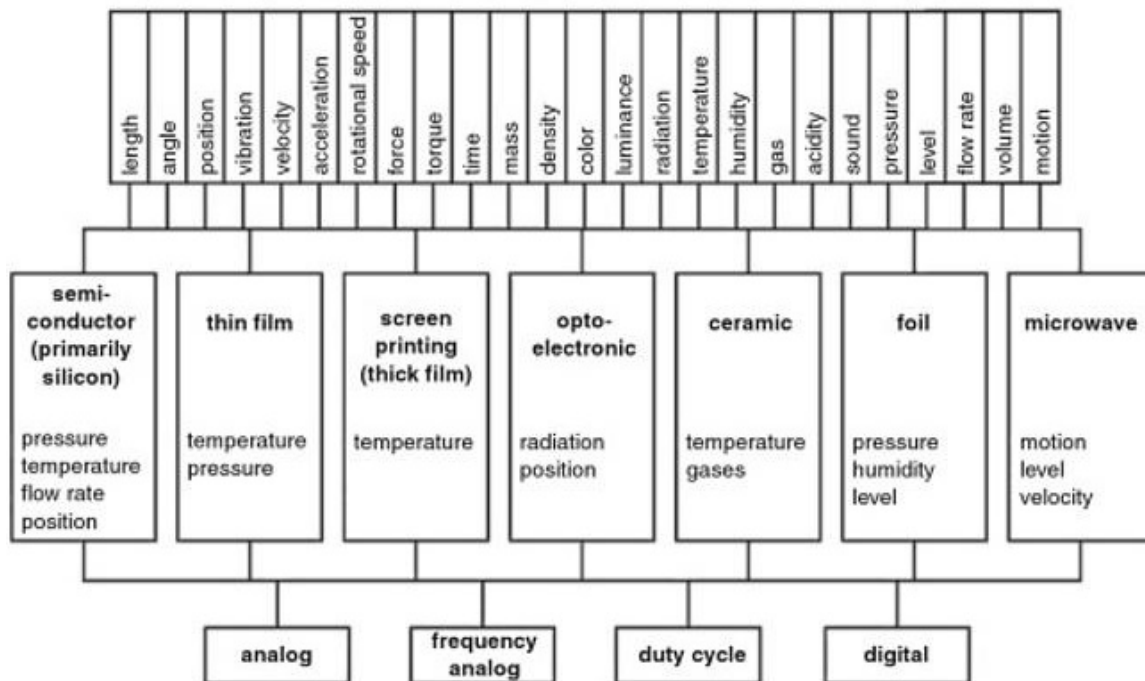 length
angle
position
vibration
velocity
acceleration
rotational speed
force
torque
time
mass
density
color
luminance
radiation
temperature
humidity
gas
acidity
sound
pressure
level
flow rate
volume
motion
semi-
conductor
(primarily
silicon)
pressure
temperature
flow rate
position
thin film
temperature
pressure
screen
printing
(thick film)
temperature
opto-
electronic
radiation
position
ceramic
temperature
gases
foil
pressure
humidity
level
microwave
motion
level
velocity
analog
frequency
analog
duty cycle
digital